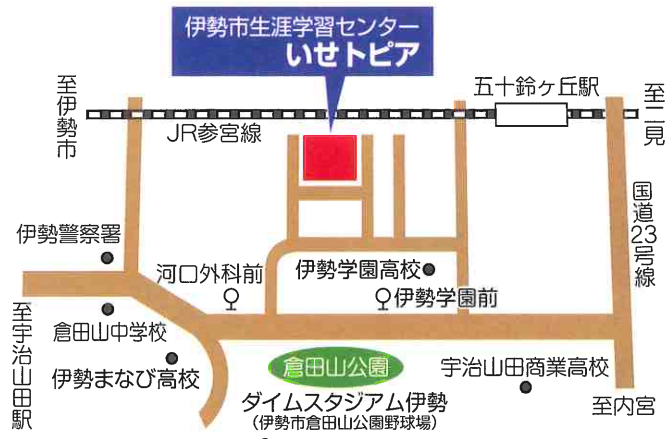 伊勢市生涯学習センター
いせトピア
五十鈴ヶ丘駅
至伊勢市
JR参宮線
至二見
国道23号線
伊勢警察署
河口外科前
伊勢学園高校
伊勢学園前
倉田山中学校
至宇治山田駅
伊勢まなび高校
倉田山公園
宇治山田商業高校
ダイムスタジアム伊勢
(伊勢市倉田山公園野球場)
至内宮